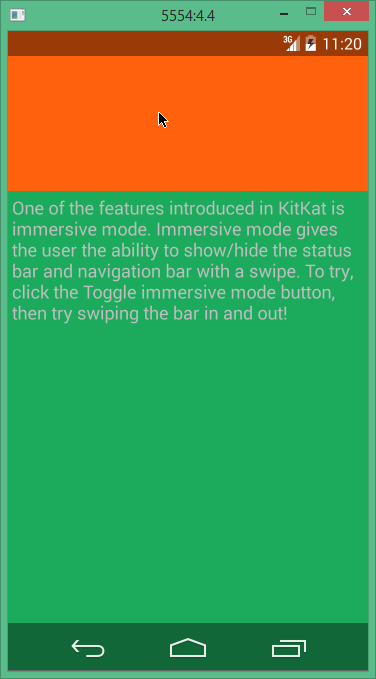 5554:4.4
3G 11:20
One of the features introduced in KitKat is
immersive mode. Immersive mode gives
the user the ability to show/hide the status
bar and navigation bar with a swipe. To try,
click the Toggle immersive mode button,
then try swiping the bar in and out!